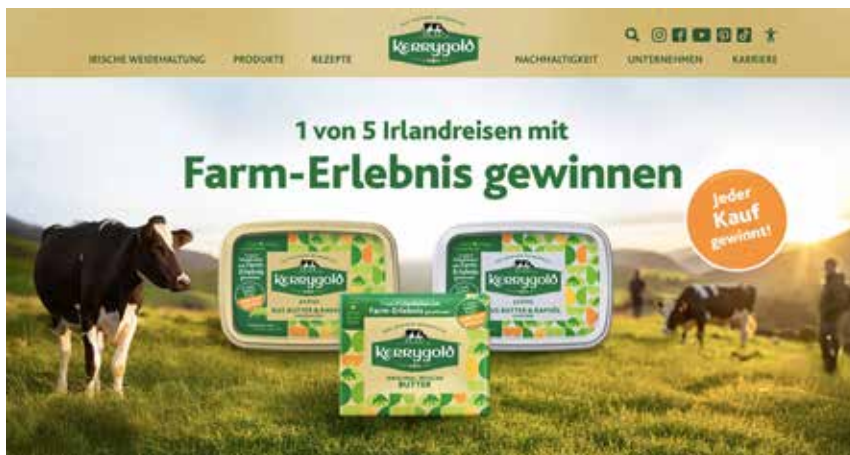 Kerrygold
IRISCHE WEIDEHALTUNG PRODUKTE REZEPTE NACHHALTIGKEIT UNTERNEHMEN KARRIERE
1 von 5 Irlandreisen mit
Farm-Erlebnis gewinnen
Jeder
Kauf
gewinnt!
Kerrygold
Kerrygold
Farm-Erlebnis
Kerrygold
BUTTER